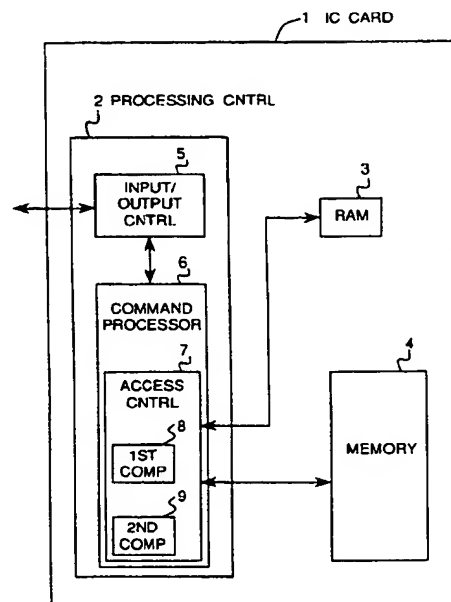 1 IC CARD
2 PROCESSING CNTRL
5
INPUT/
OUTPUT
CNTRL
3
RAM
6
COMMAND
PROCESSOR
7
ACCESS
CNTRL
8
1ST
COMP
9
2ND
COMP
4
MEMORY